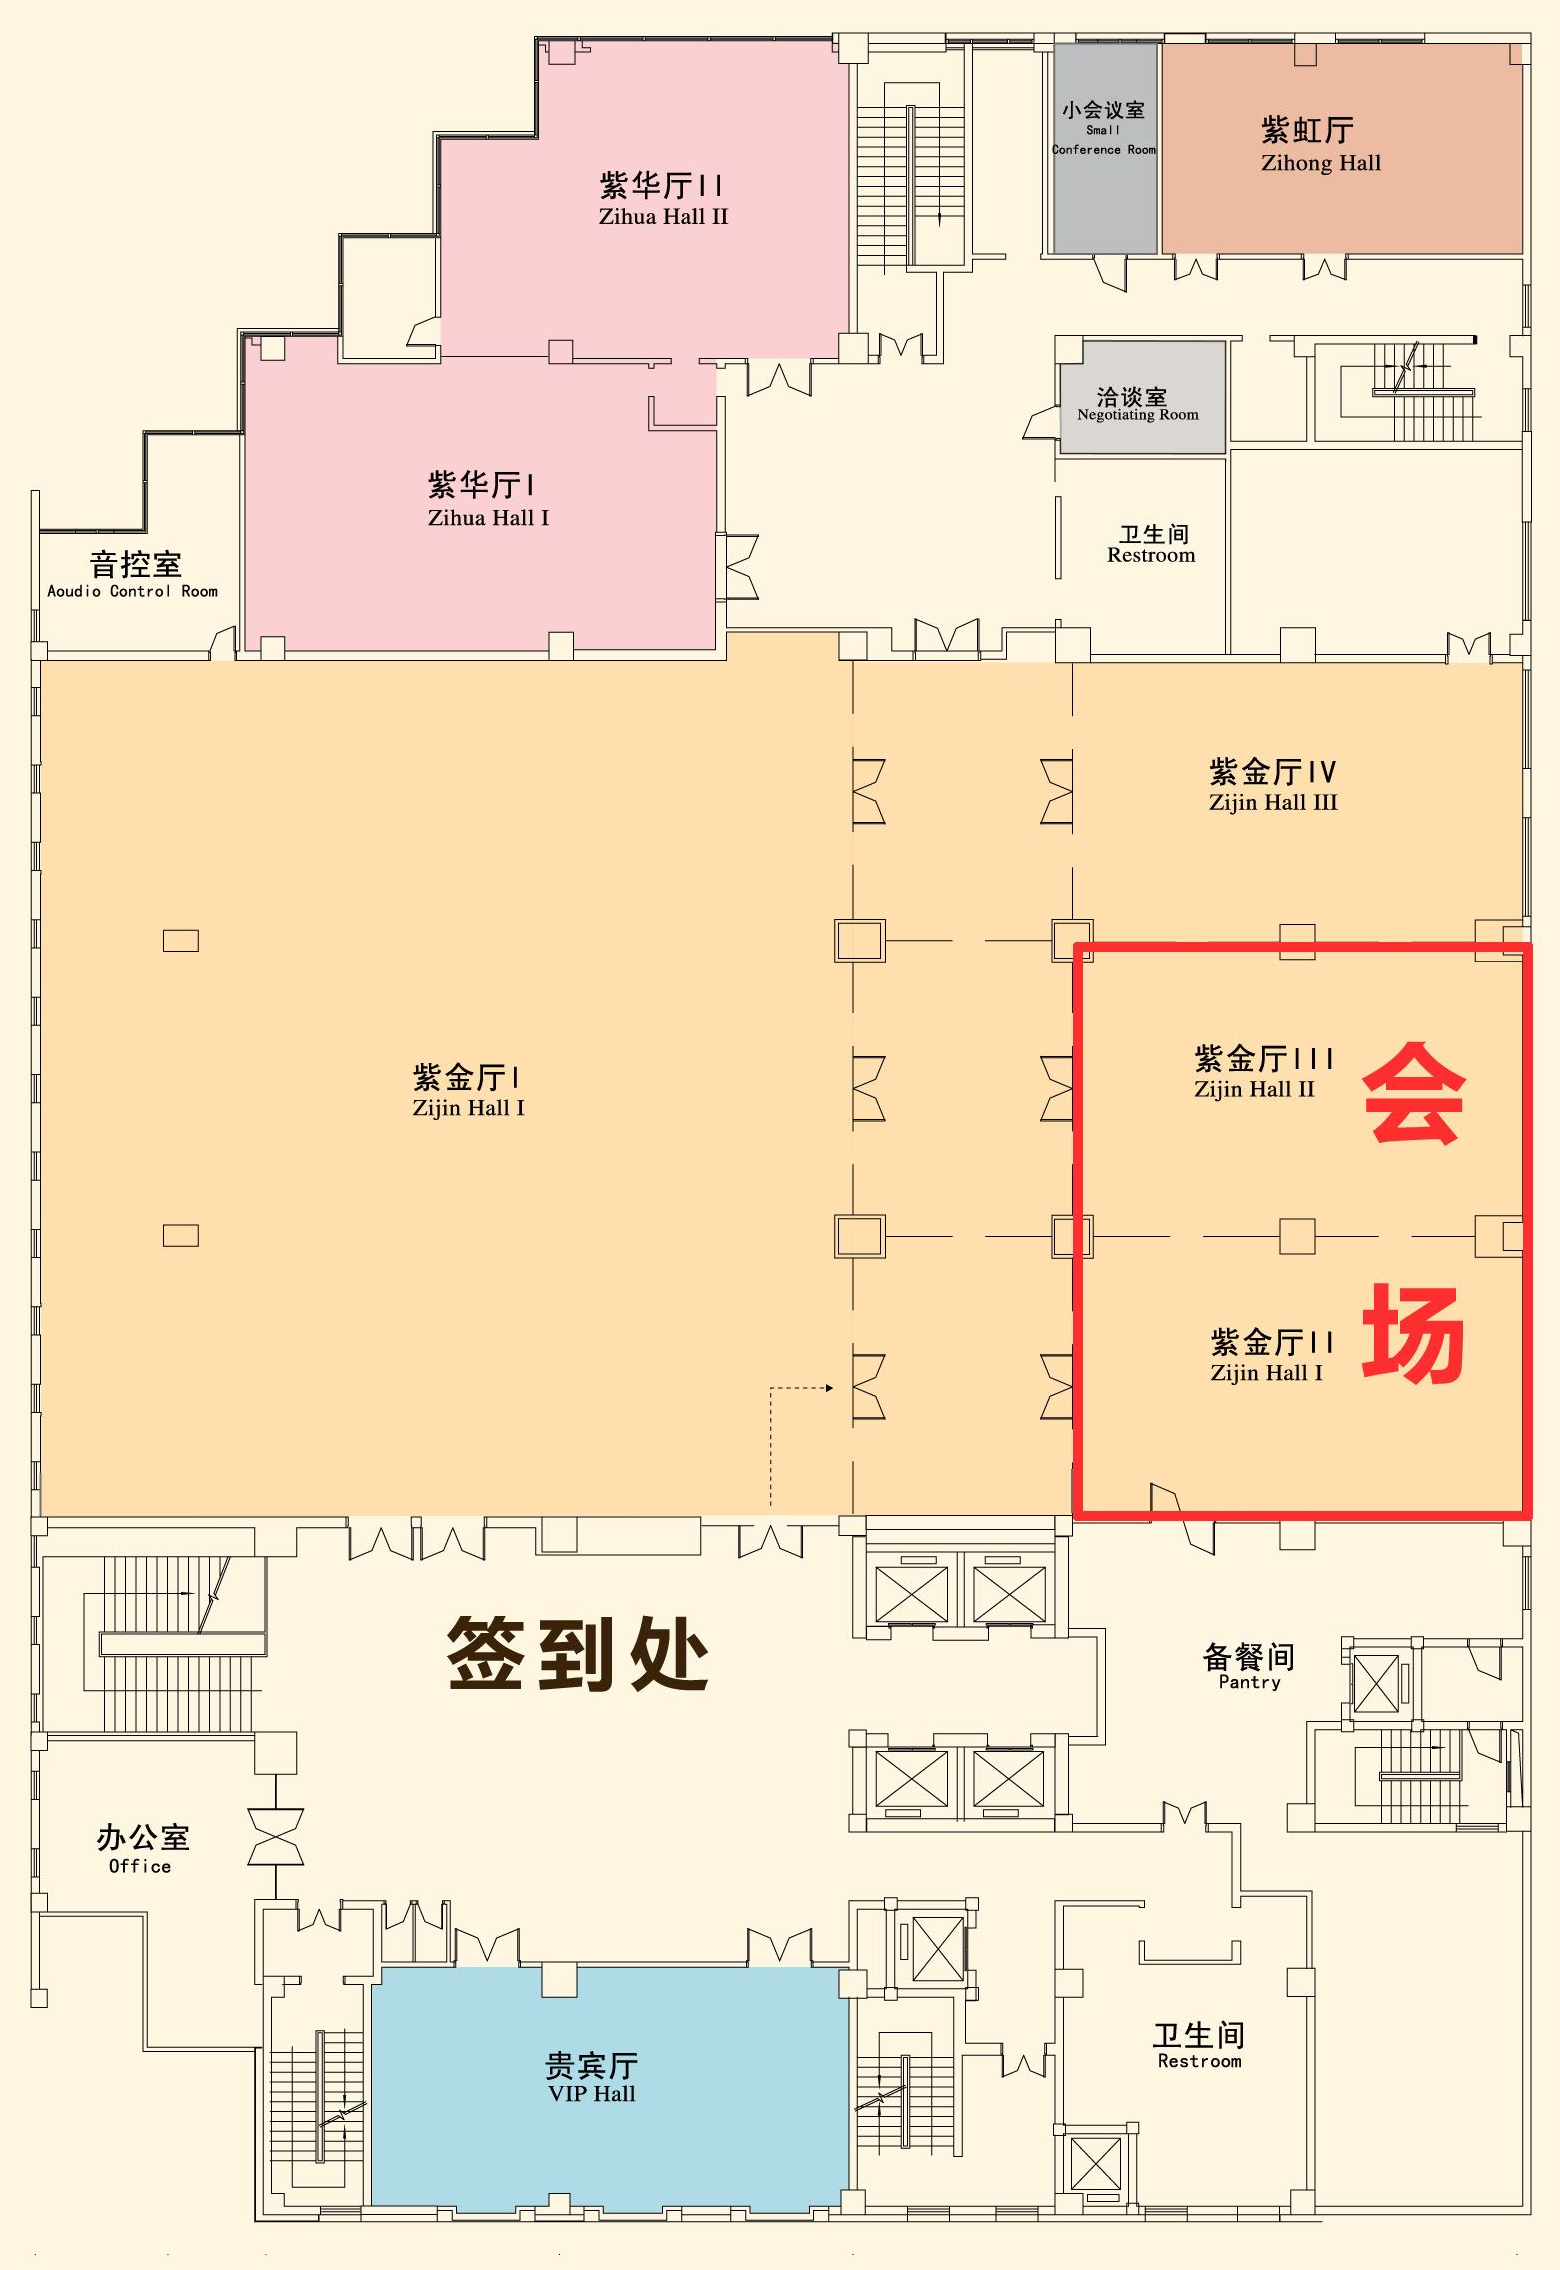 小会议室
Small
Conference Room
紫虹厅
Zihong Hall
紫华厅II
Zihua Hall II
洽谈室
Negotiating Room
紫华厅I
Zihua Hall I
卫生间
Restroom
音控室
Aoudio Control Room
紫金厅IV
Zijin Hall III
紫金厅III
Zijin Hall II
会
紫金厅I
Zijin Hall I
场
紫金厅II
Zijin Hall I
签到处
备餐间
Pantry
办公室
Office
卫生间
Restroom
贵宾厅
VIP Hall